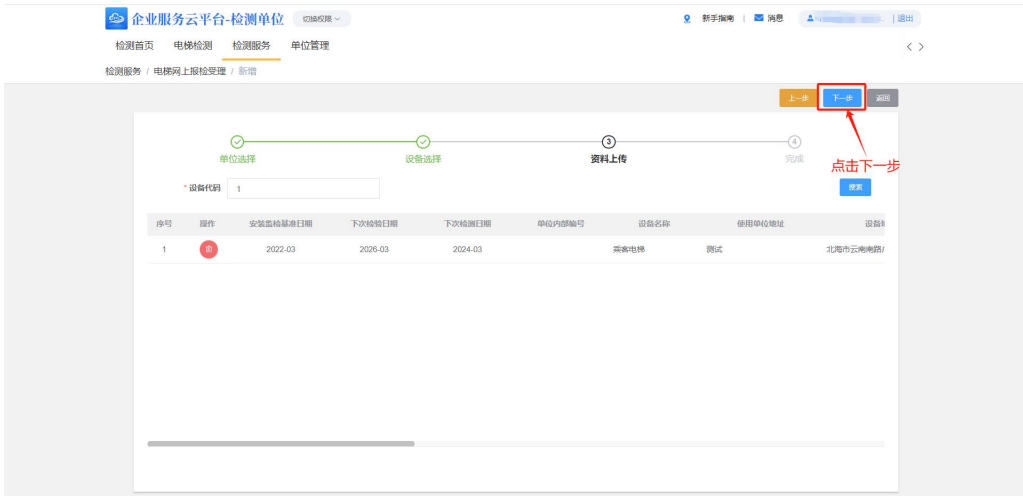 企业服务云平台-检测单位 切换权限 新手指南 | 消息 | 退出
检测首页 电梯检测 检测服务 单位管理
检测服务 / 电梯网上报检受理 / 新增
上一步 下一步 返回
3 4
单位选择 设备选择 资料上传 完成
点击下一步
* 设备代码 1 搜索
序号 操作 安装监检基准日期 下次检验日期 下次检测日期 单位内部编号 设备名称 使用单位地址
1 2022-03 2026-03 2024-03 乘客电梯 测试 北海市云南南路